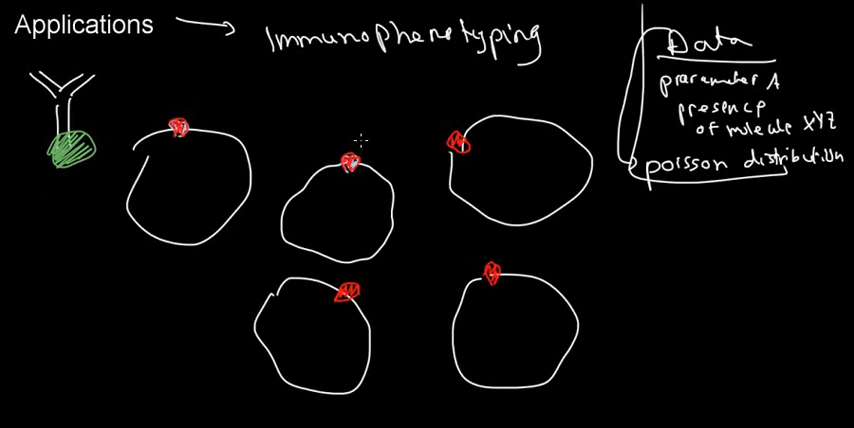 Applications
Immunophenotyping
Data
parameter A
presence
of molecule XYZ
poisson distribution